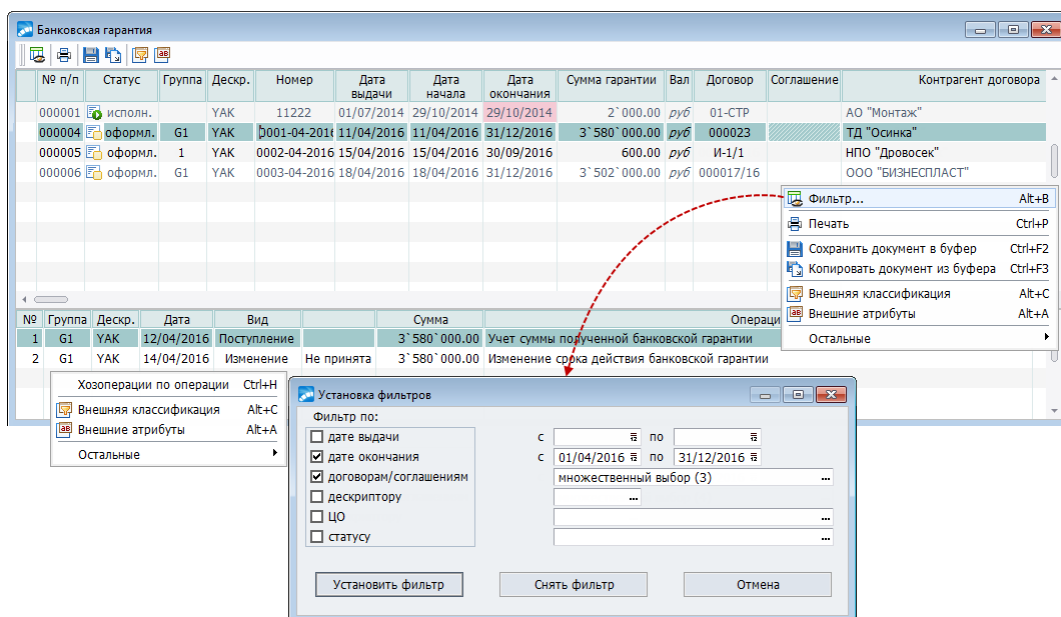 Банковская гарантия
№ п/п Статус Группа Дескр. Номер Дата выдачи Дата начала Дата окончания Сумма гарантии Вал Договор Соглашение Контрагент договора
000001 исполн. YAK 11222 01/07/2014 29/10/2014 29/10/2014 2`000.00 руб 01-СТР АО "Монтаж"
000004 оформл. G1 YAK 0001-04-2016 11/04/2016 11/04/2016 31/12/2016 3`580`000.00 руб 000023 ТД "Осинка"
000005 оформл. 1 YAK 0002-04-2016 15/04/2016 15/04/2016 30/09/2016 600.00 руб И-1/1 НПО "Дровосек"
000006 оформл. G1 YAK 0003-04-2016 18/04/2016 18/04/2016 31/12/2016 3`502`000.00 руб 000017/16 ООО "БИЗНЕСПЛАСТ"
Фильтр... Alt+B
Печать Ctrl+P
Сохранить документ в буфер Ctrl+F2
Копировать документ из буфера Ctrl+F3
Внешняя классификация Alt+C
Внешние атрибуты Alt+A
Остальные
№ Группа Дескр. Дата Вид Сумма Операци
1 G1 YAK 12/04/2016 Поступление 3`580`000.00 Учет суммы полученной банковской гарантии
2 G1 YAK 14/04/2016 Изменение Не принята 3`580`000.00 Изменение срока действия банковской гарантии
Хозоперации по операции Ctrl+H
Внешняя классификация Alt+C
Внешние атрибуты Alt+A
Остальные
Установка фильтров
Фильтр по:
дате выдачи с по
дате окончания с 01/04/2016 по 31/12/2016
договорам/соглашениям множественный выбор (3) ...
дескриптору ...
ЦО ...
статусу ...
Установить фильтр Снять фильтр Отмена